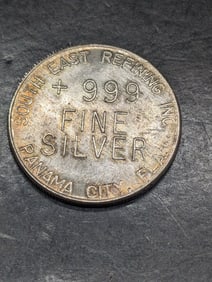 SOUTH EAST REFINING INC.
+ 999
FINE
SILVER
PANAMA CITY, FLA.